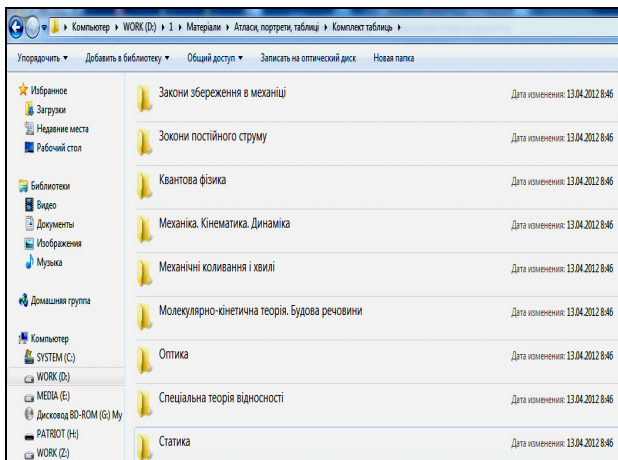 Компьютер ▸ WORK (D:) ▸ 1 ▸ Матеріали ▸ Атласи, портрети, таблиці ▸ Комплект таблиць ▸
Упорядочить ▼ Добавить в библиотеку ▼ Общий доступ ▼ Записать на оптический диск Новая папка
Избранное
Загрузки
Недавние места
Рабочий стол
Библиотеки
Видео
Документы
Изображения
Музыка
Домашняя группа
Компьютер
SYSTEM (C:)
WORK (D:)
MEDIA (E:)
Дисковод BD-ROM (G:) My
PATRIOT (H:)
WORK (Z:)
Закони збереження в механіці Дата изменения: 13.04.2012 8:46
Зокони постійного струму Дата изменения: 13.04.2012 8:46
Квантова фізика Дата изменения: 13.04.2012 8:46
Механіка. Кінематика. Динаміка Дата изменения: 13.04.2012 8:46
Механічні коливання і хвилі Дата изменения: 13.04.2012 8:46
Молекулярно-кінетична теорія. Будова речовини Дата изменения: 13.04.2012 8:46
Оптика Дата изменения: 13.04.2012 8:46
Спеціальна теорія відносності Дата изменения: 13.04.2012 8:46
Статика Дата изменения: 13.04.2012 8:46